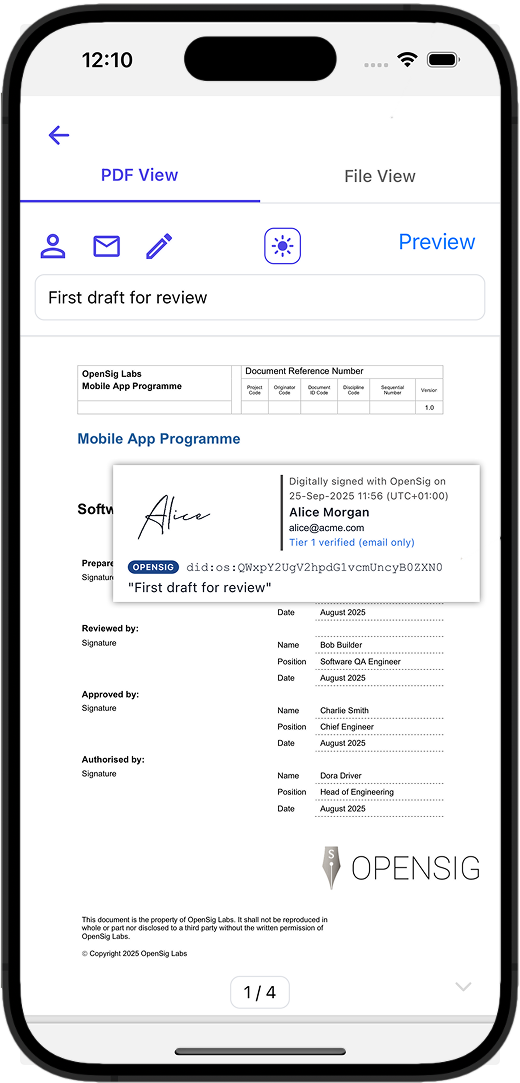 12:10
PDF View
File View
Preview
First draft for review
OpenSig Labs
Mobile App Programme
Document Reference Number
Project Code
Originator Code
Document ID Code
Discipline Code
Sequential Number
Version
1.0
Mobile App Programme
Softw
Digitally signed with OpenSig on
25-Sep-2025 11:56 (UTC+01:00)
Alice Morgan
alice@acme.com
Tier 1 verified (email only)
Alice
OPENSIG did:os:QWxpY2UgV2hpdG1vcmUncyB0ZXN0
"First draft for review"
Prepare
Signatur
Date August 2025
Reviewed by:
Signature
Name Bob Builder
Position Software QA Engineer
Date August 2025
Approved by:
Signature
Name Charlie Smith
Position Chief Engineer
Date August 2025
Authorised by:
Signature
Name Dora Driver
Position Head of Engineering
Date August 2025
S
OPENSIG
This document is the property of OpenSig Labs. It shall not be reproduced in
whole or part nor disclosed to a third party without the written permission of
OpenSig Labs.
© Copyright 2025 OpenSig Labs
1 / 4